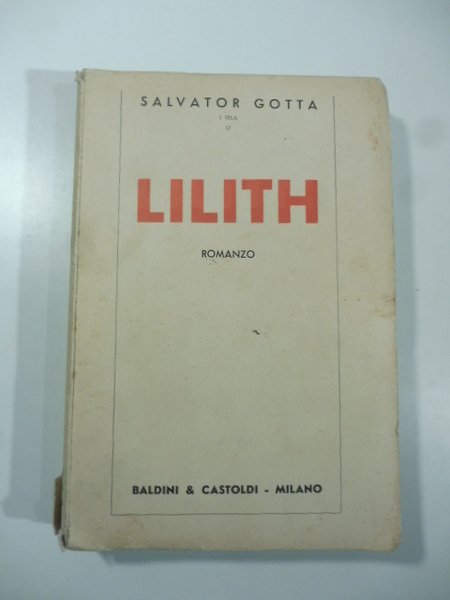 SALVATOR GOTTA
I VELA
17
LILITH
ROMANZO
BALDINI & CASTOLDI - MILANO